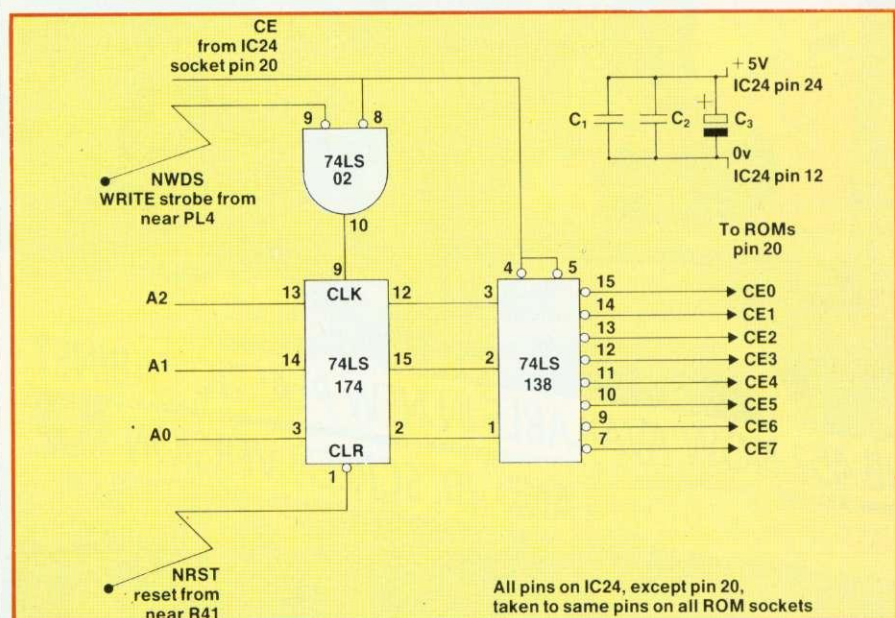 CE
from IC24
socket pin 20
+ 5V
IC24 pin 24
+
C1 C2 C3
0v
IC24 pin 12
9 8
74LS
02
NWDS
WRITE strobe from
near PL4
10
To ROMs
pin 20
9
4 5
A2 13 CLK 12 3
15 CE0
14 CE1
13 CE2
A1 14 74LS 174 15 2 74LS 138
12 CE3
11 CE4
10 CE5
A0 3 2 1
9 CE6
7 CE7
CLR
1
NRST
reset from
near R41
All pins on IC24, except pin 20,
taken to same pins on all ROM sockets